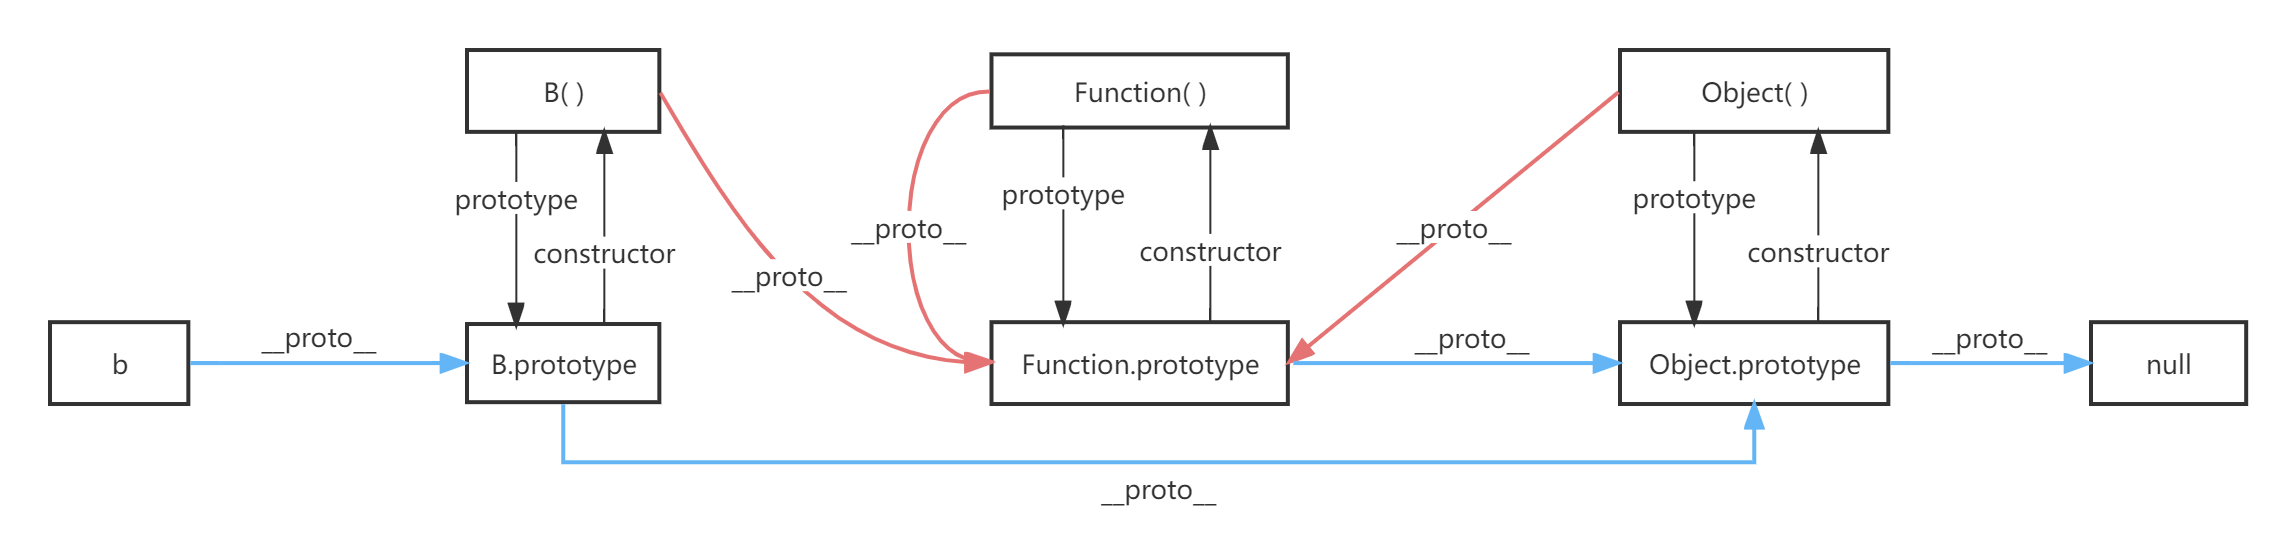 B( )
Function( )
Object( )
prototype
constructor
__proto__
__proto__
prototype
constructor
__proto__
prototype
constructor
b
__proto__
B.prototype
Function.prototype
__proto__
Object.prototype
__proto__
null
__proto__